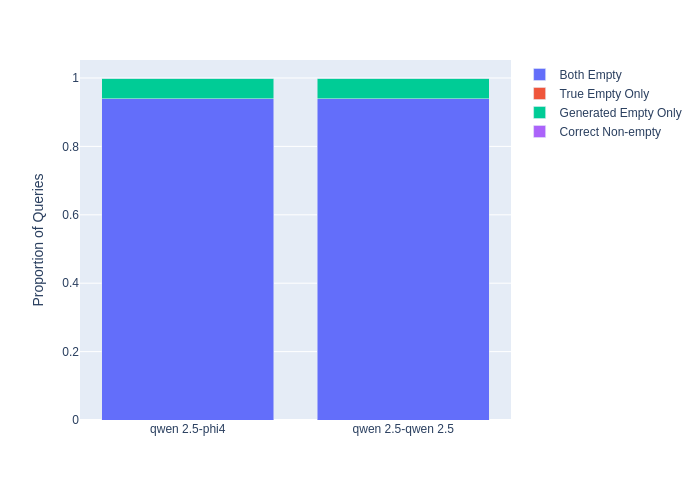 Proportion of Queries
1
0.8
0.6
0.4
0.2
0
qwen 2.5-phi4
qwen 2.5-qwen 2.5
Both Empty
True Empty Only
Generated Empty Only
Correct Non-empty